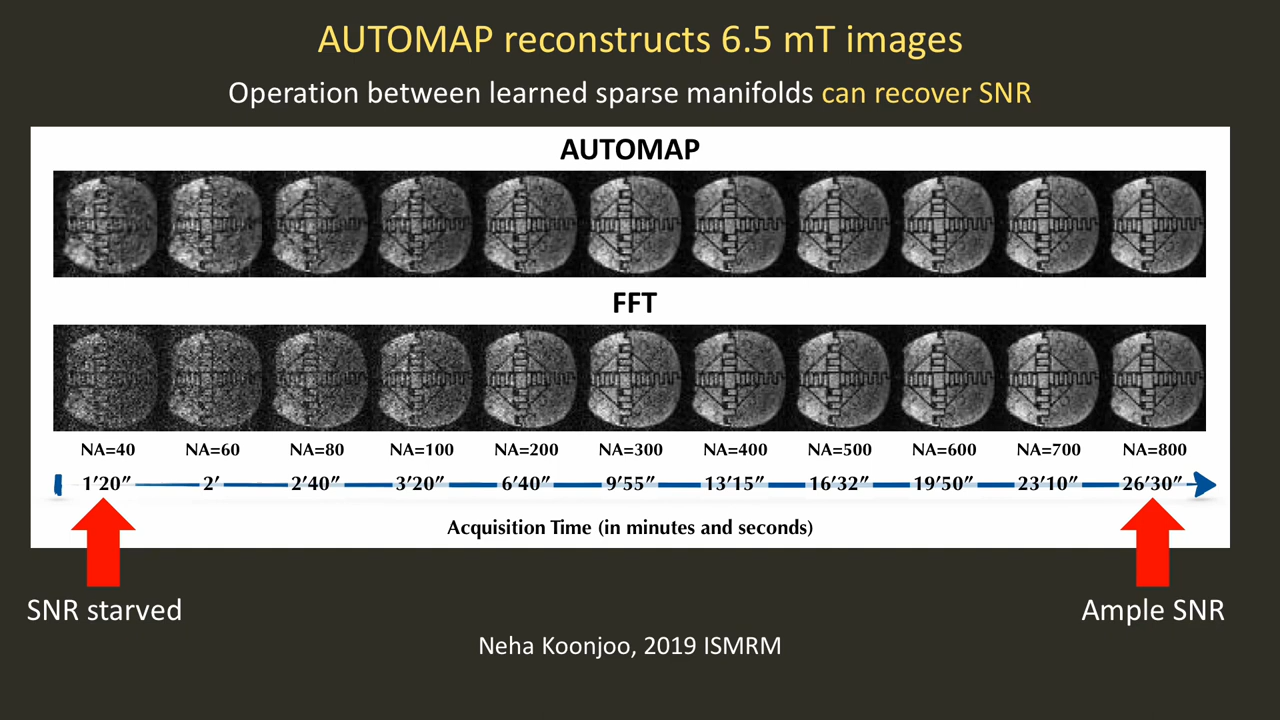 AUTOMAP reconstructs 6.5 mT images
Operation between learned sparse manifolds can recover SNR
AUTOMAP
FFT
NA=40 NA=60 NA=80 NA=100 NA=200 NA=300 NA=400 NA=500 NA=600 NA=700 NA=800
1′20″ 2′ 2′40″ 3′20″ 6′40″ 9′55″ 13′15″ 16′32″ 19′50″ 23′10″ 26′30″
Acquisition Time (in minutes and seconds)
SNR starved Ample SNR
Neha Koonjoo, 2019 ISMRM